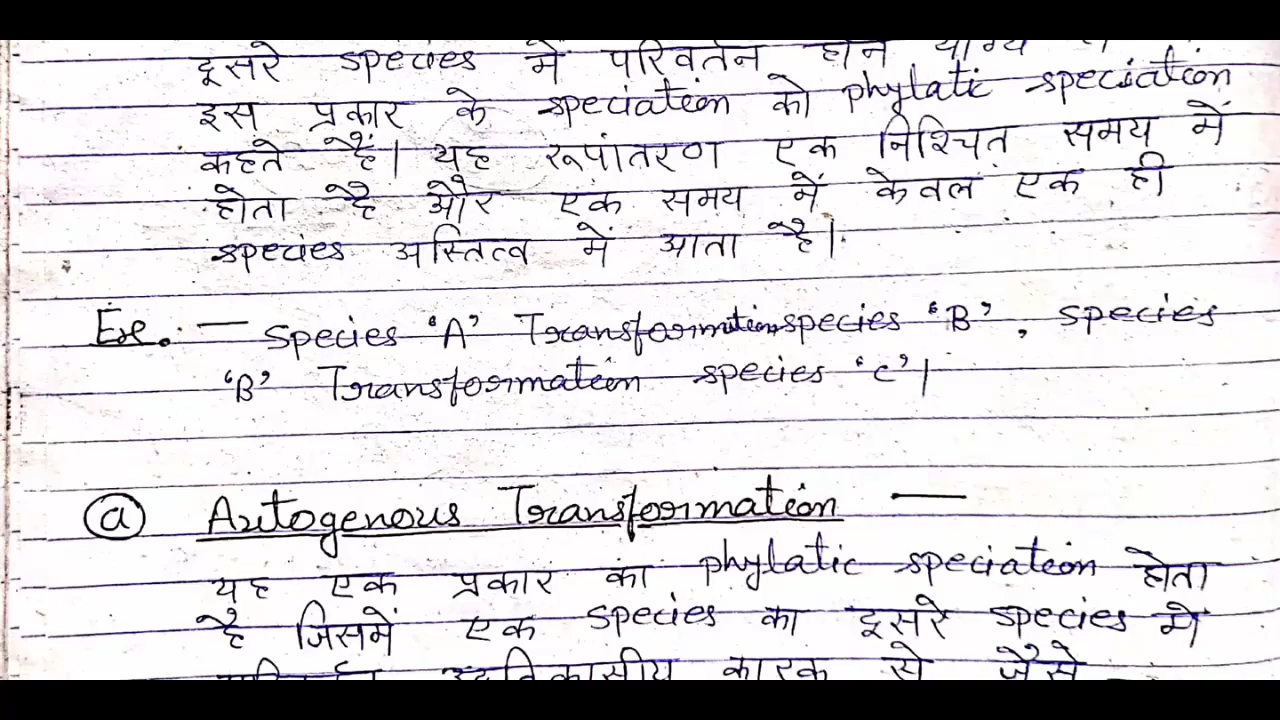 दूसरे species में परिवर्तन होने योग्य
इस प्रकार के speciation को phylatic speciation
कहते हैं। यह रूपांतरण एक निश्चित समय में
होता है और एक समय में केवल एक ही
species अस्तित्व में आता है।
Ex. — Species 'A' Transformation species 'B', species
'B' Transformation species 'C'।
(a) Autogenous Transformation —
यह एक प्रकार का phylatic speciation होता
है जिसमें एक species का दूसरे species में
कारक से जैसे